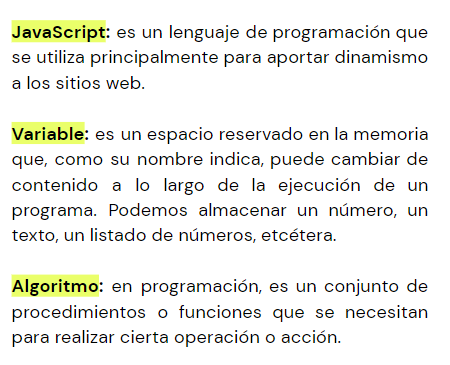 JavaScript: es un lenguaje de programación que
se utiliza principalmente para aportar dinamismo
a los sitios web.
Variable: es un espacio reservado en la memoria
que, como su nombre indica, puede cambiar de
contenido a lo largo de la ejecución de un
programa. Podemos almacenar un número, un
texto, un listado de números, etcétera.
Algoritmo: en programación, es un conjunto de
procedimientos o funciones que se necesitan
para realizar cierta operación o acción.